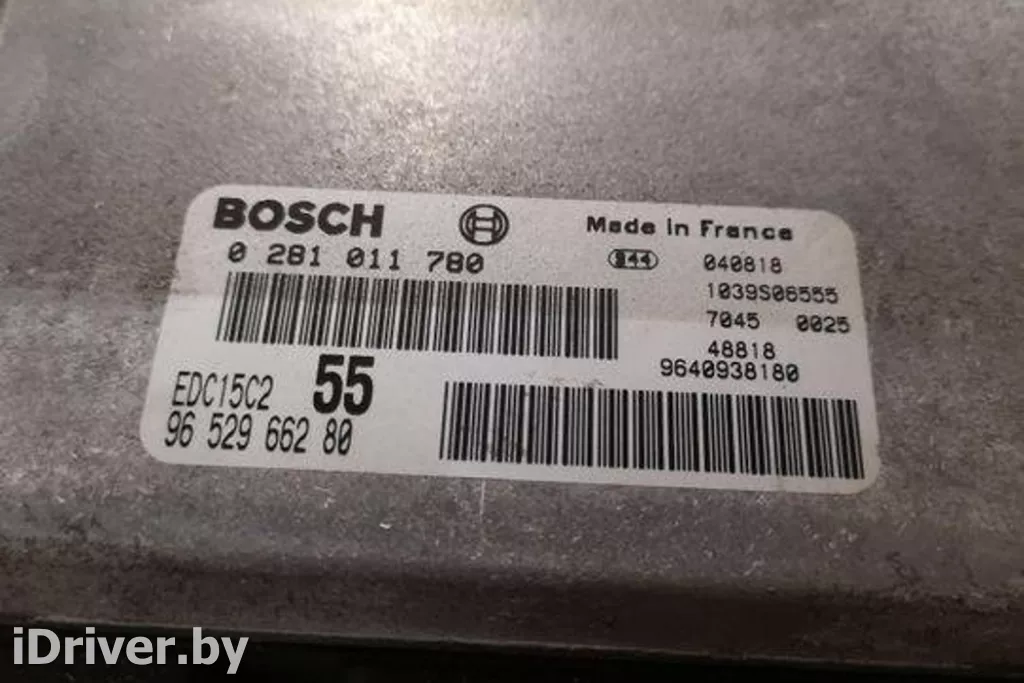 BOSCH
Made in France
0 281 011 780
944 040818
1039S06555
7045 0025
48818
9640938180
EDC15C2 55
96 529 662 80
iDriver.by